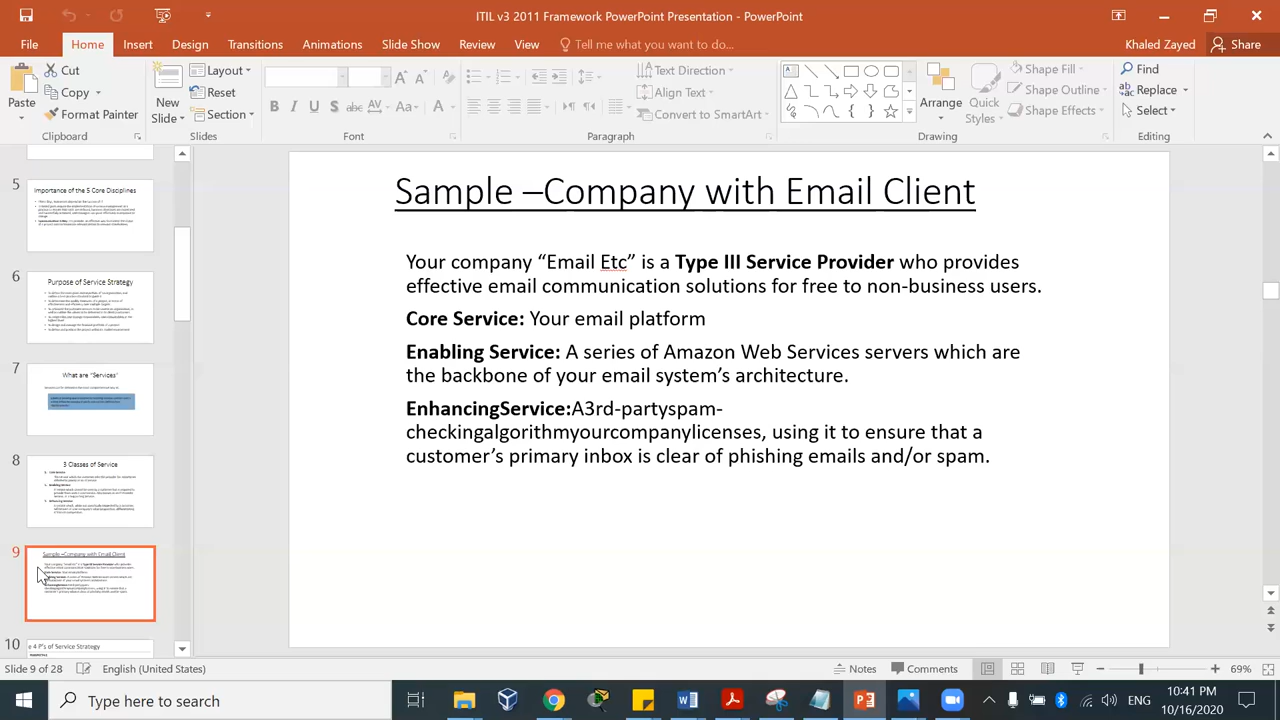 ITIL v3 2011 Framework PowerPoint Presentation - PowerPoint
File Home Insert Design Transitions Animations Slide Show Review View Tell me what you want to do... Khaled Zayed Share
Paste
Cut
Copy
Format Painter
Clipboard
New Slide
Layout
Reset
Section
Slides
B I U S abc AV Aa A
Font
Text Direction
Align Text
Convert to SmartArt
Paragraph
Arrange
Quick Styles
Shape Fill
Shape Outline
Shape Effects
Drawing
Find
Replace
Select
Editing
5
Importance of the 5 Core Disciplines
6
Purpose of Service Strategy
7
What are “Services”
8
3 Classes of Service
9
Sample –Company with Email Client
10
e 4 P's of Service Strategy
Sample –Company with Email Client
Your company “Email Etc” is a Type III Service Provider who provides
effective email communication solutions for free to non-business users.
Core Service: Your email platform
Enabling Service: A series of Amazon Web Services servers which are
the backbone of your email system’s architecture.
EnhancingService:A3rd-partyspam-
checkingalgorithmyourcompanylicenses, using it to ensure that a
customer’s primary inbox is clear of phishing emails and/or spam.
Slide 9 of 28 English (United States) Notes Comments 69%
Type here to search
ENG
10:41 PM
10/16/2020